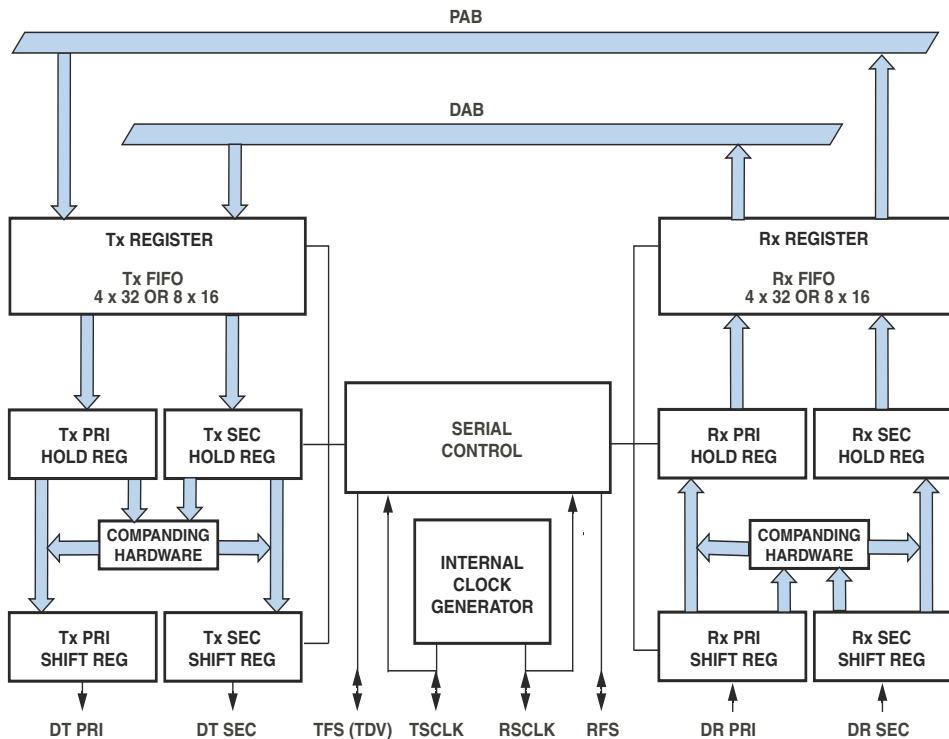 PAB
DAB
Tx REGISTER
Tx FIFO
4 x 32 OR 8 x 16
Rx REGISTER
Rx FIFO
4 x 32 OR 8 x 16
Tx PRI
HOLD REG
Tx SEC
HOLD REG
SERIAL
CONTROL
Rx PRI
HOLD REG
Rx SEC
HOLD REG
COMPANDING
HARDWARE
INTERNAL
CLOCK
GENERATOR
COMPANDING
HARDWARE
Tx PRI
SHIFT REG
Tx SEC
SHIFT REG
Rx PRI
SHIFT REG
Rx SEC
SHIFT REG
DT PRI
DT SEC
TFS (TDV)
TSCLK
RSCLK
RFS
DR PRI
DR SEC